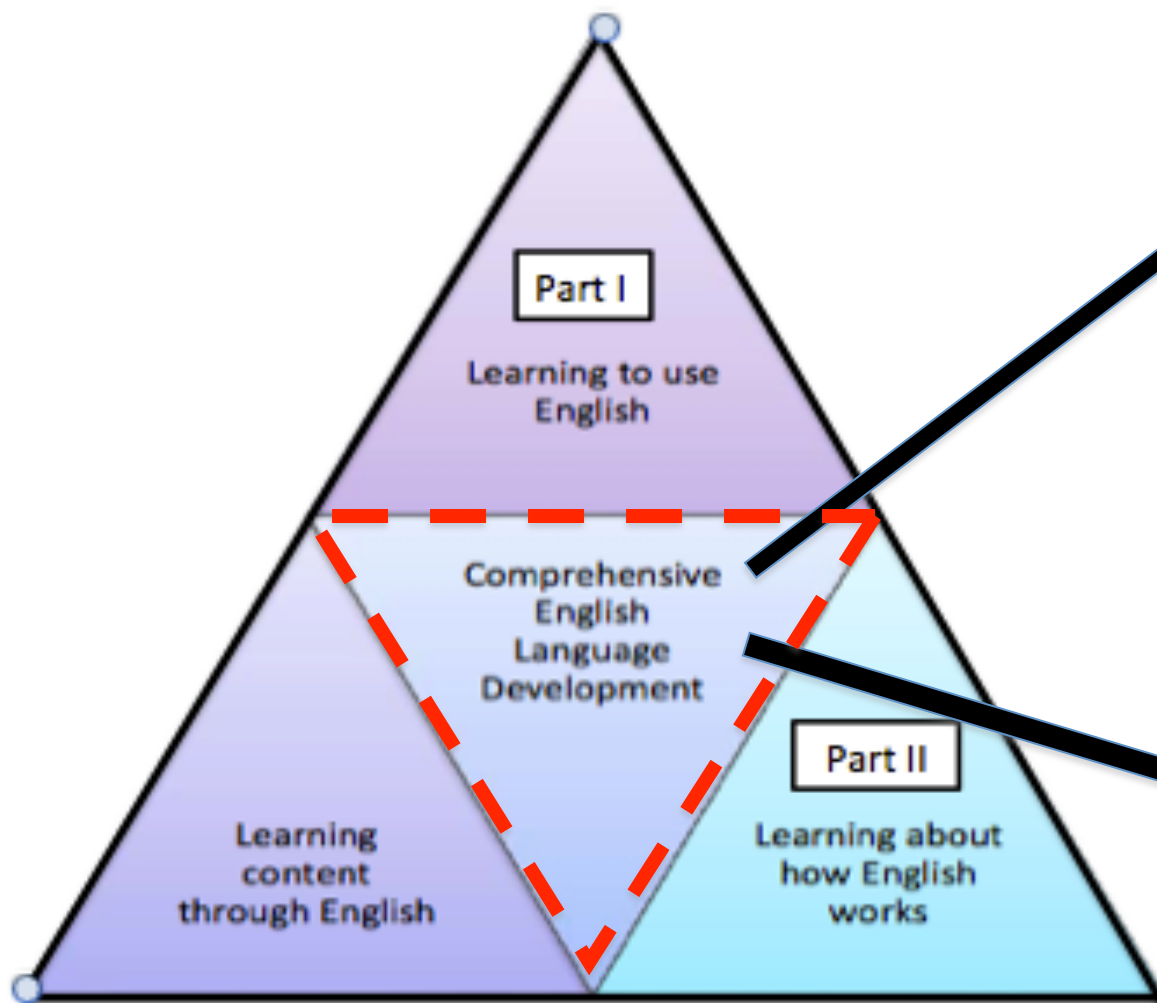 Part I
Learning to use
English
Comprehensive
English
Language
Development
Part II
Learning
content
through English
Learning about
how English
works